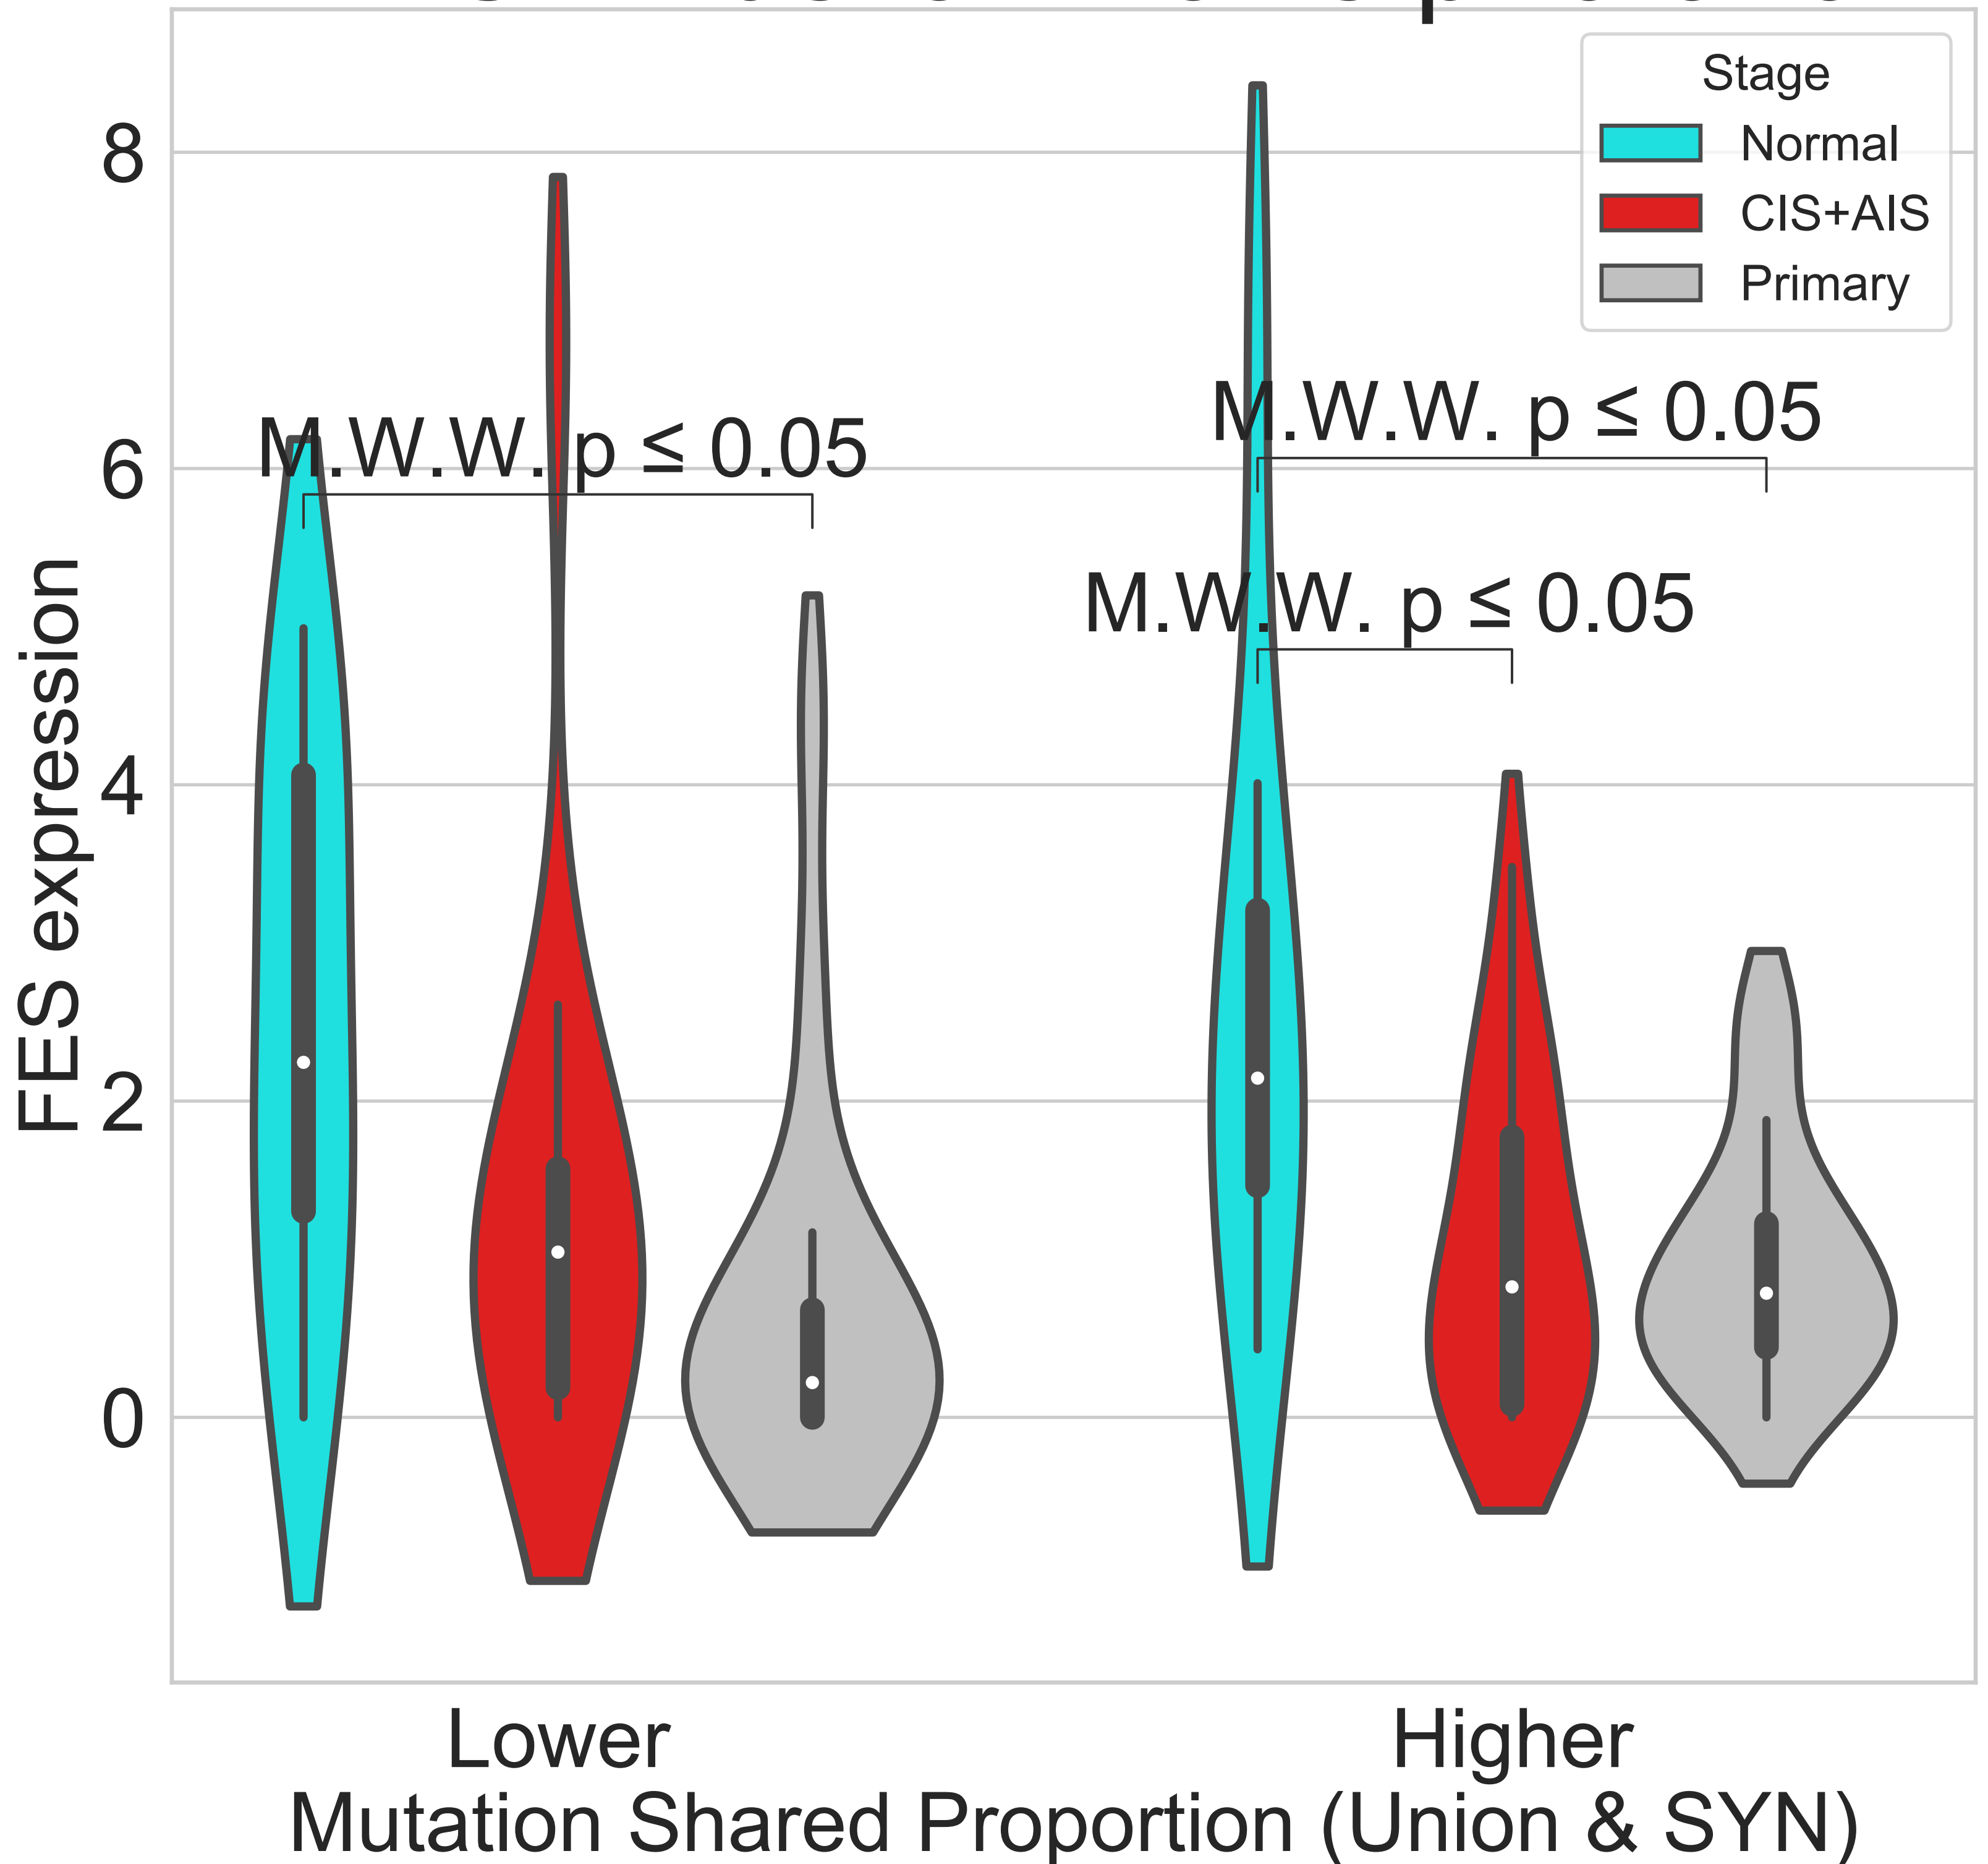 Stage
Normal
CIS+AIS
Primary
8
6
4
2
0
FES expression
M.W.W. p ≤ 0.05
M.W.W. p ≤ 0.05
M.W.W. p ≤ 0.05
Lower
Higher
Mutation Shared Proportion (Union & SYN)